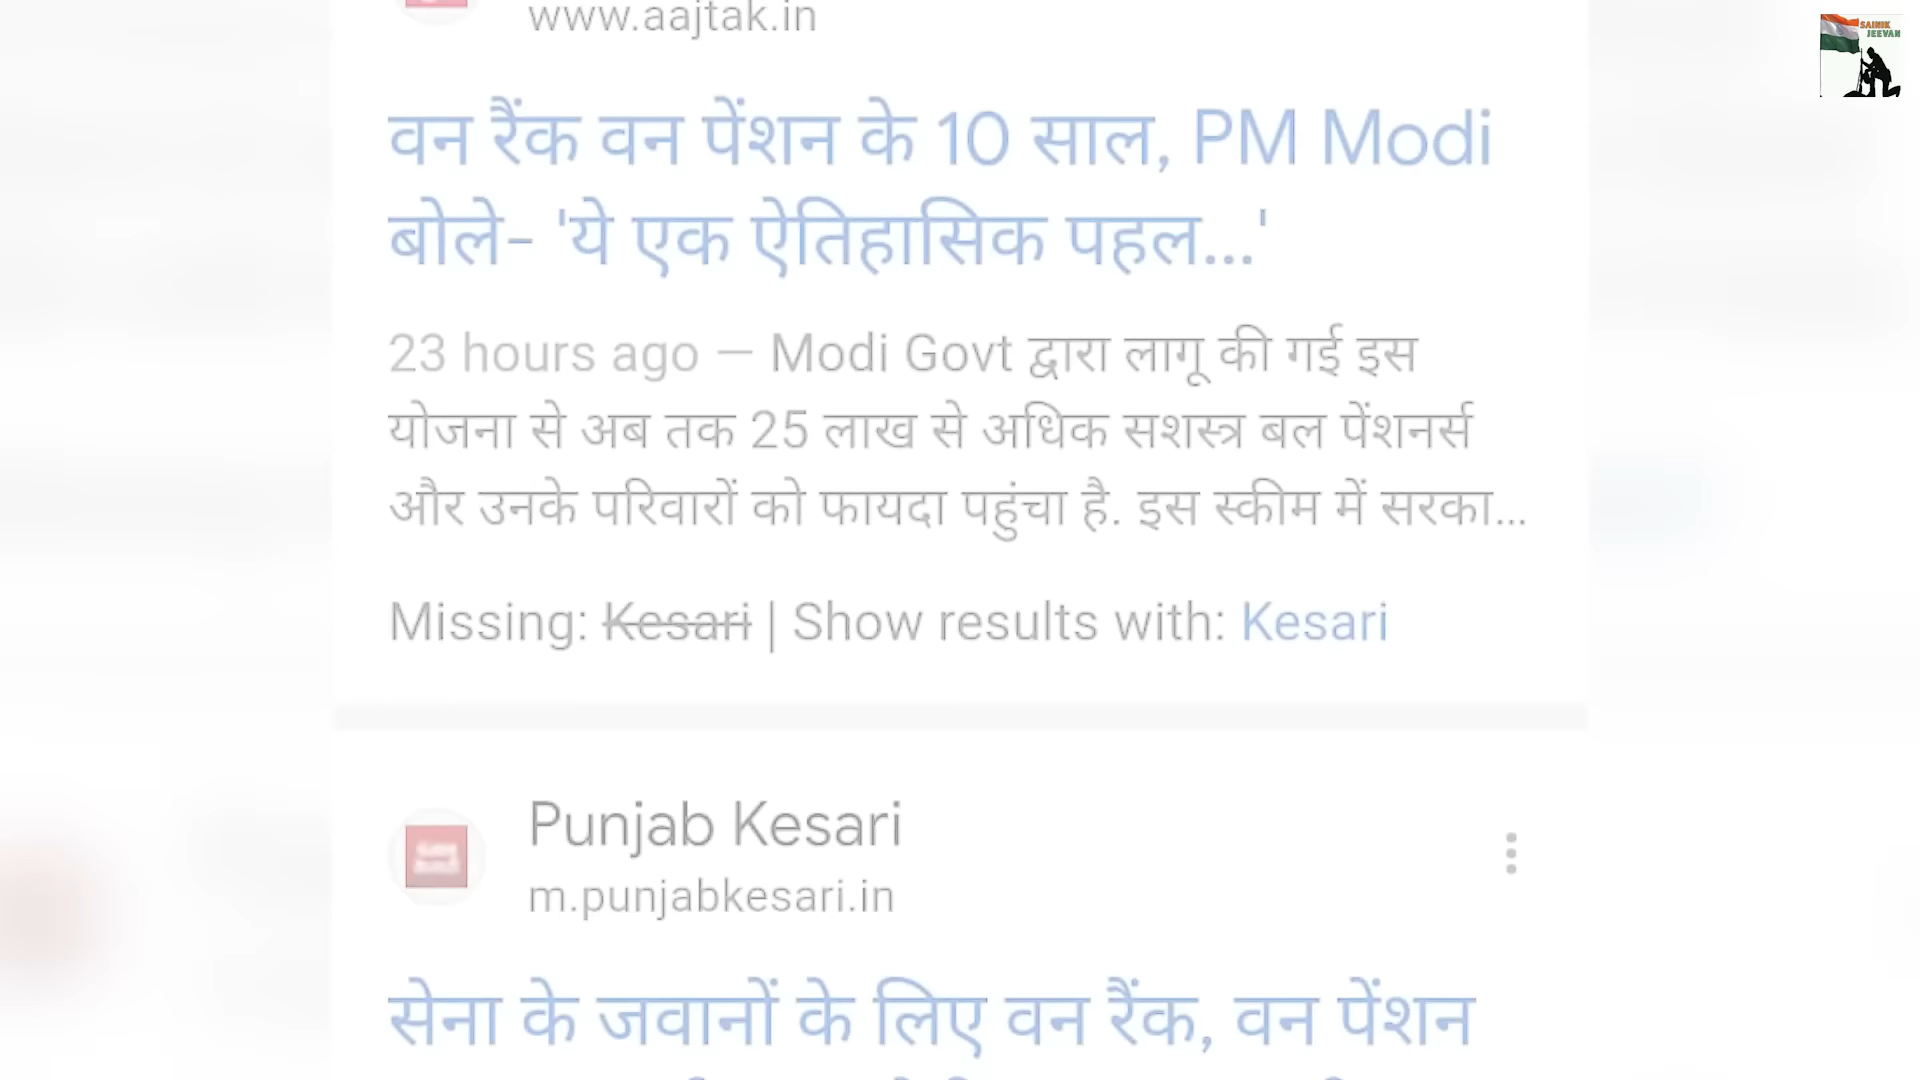 www.aajtak.in
SAINIK
JEEVAN
वन रैंक वन पेंशन के 10 साल, PM Modi
बोले- 'ये एक ऐतिहासिक पहल...'
23 hours ago — Modi Govt द्वारा लागू की गई इस
योजना से अब तक 25 लाख से अधिक सशस्त्र बल पेंशनर्स
और उनके परिवारों को फायदा पहुंचा है. इस स्कीम में सरका...
Missing: Kesari | Show results with: Kesari
Punjab Kesari
m.punjabkesari.in
सेना के जवानों के लिए वन रैंक, वन पेंशन